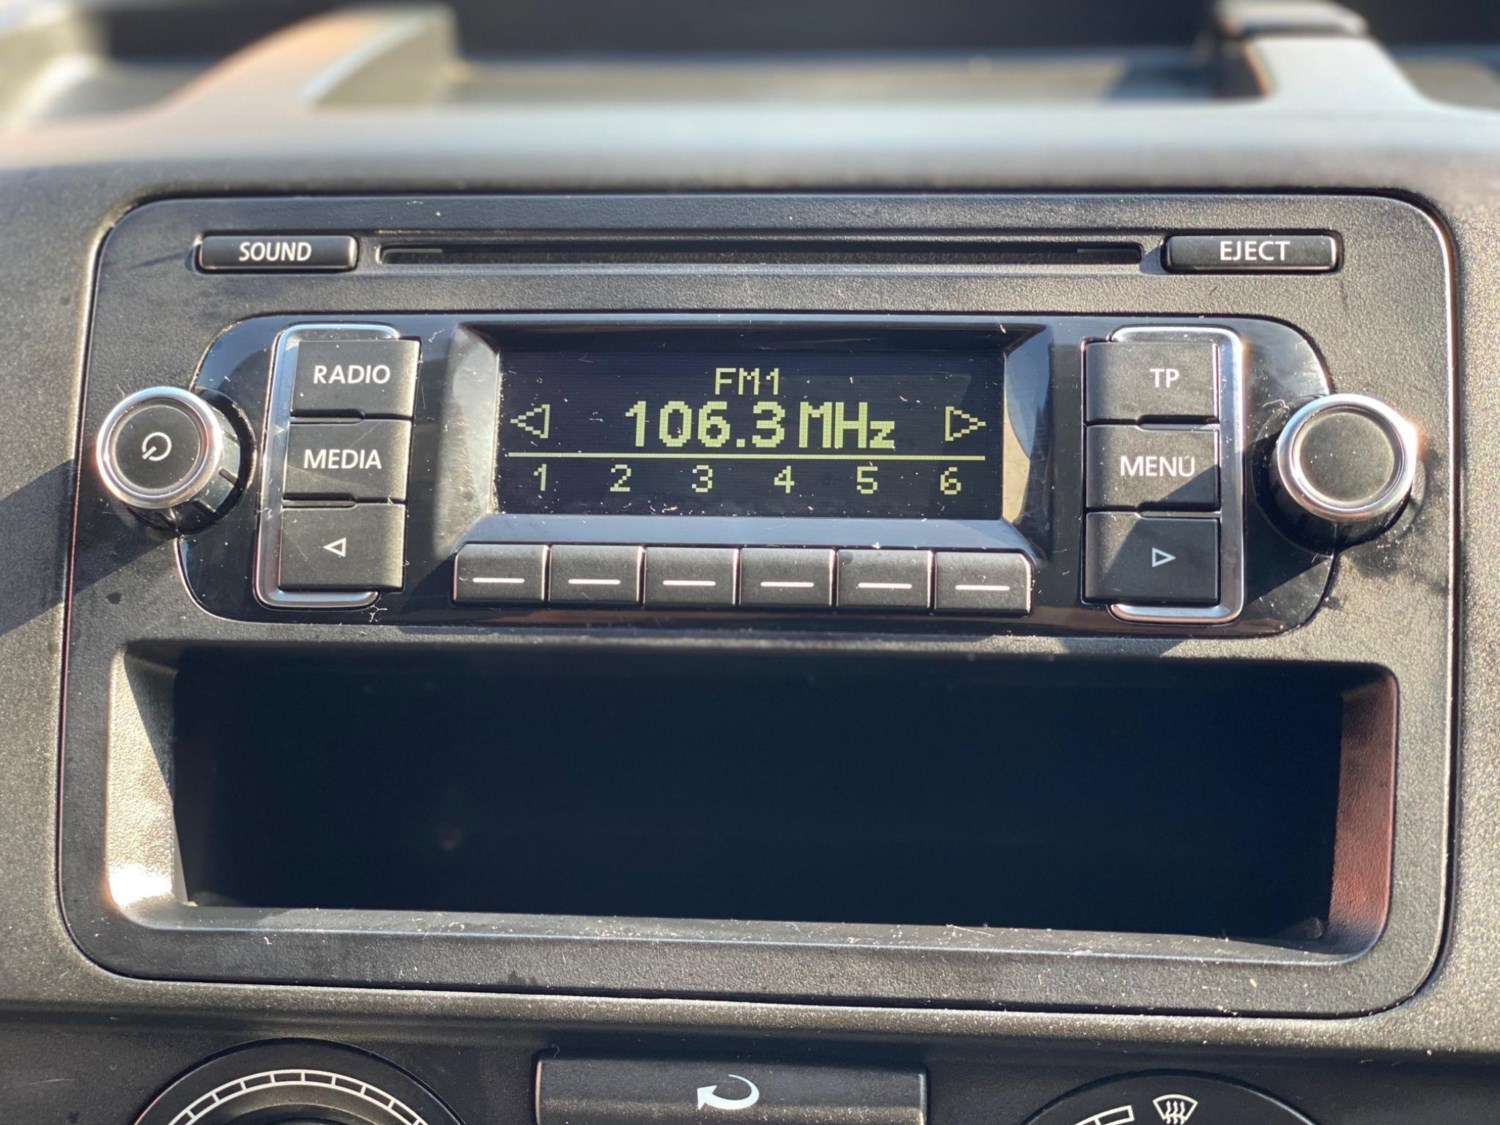 SOUND
EJECT
RADIO
FM1
TP
106.3 MHz
MEDIA
MENU
1 2 3 4 5 6